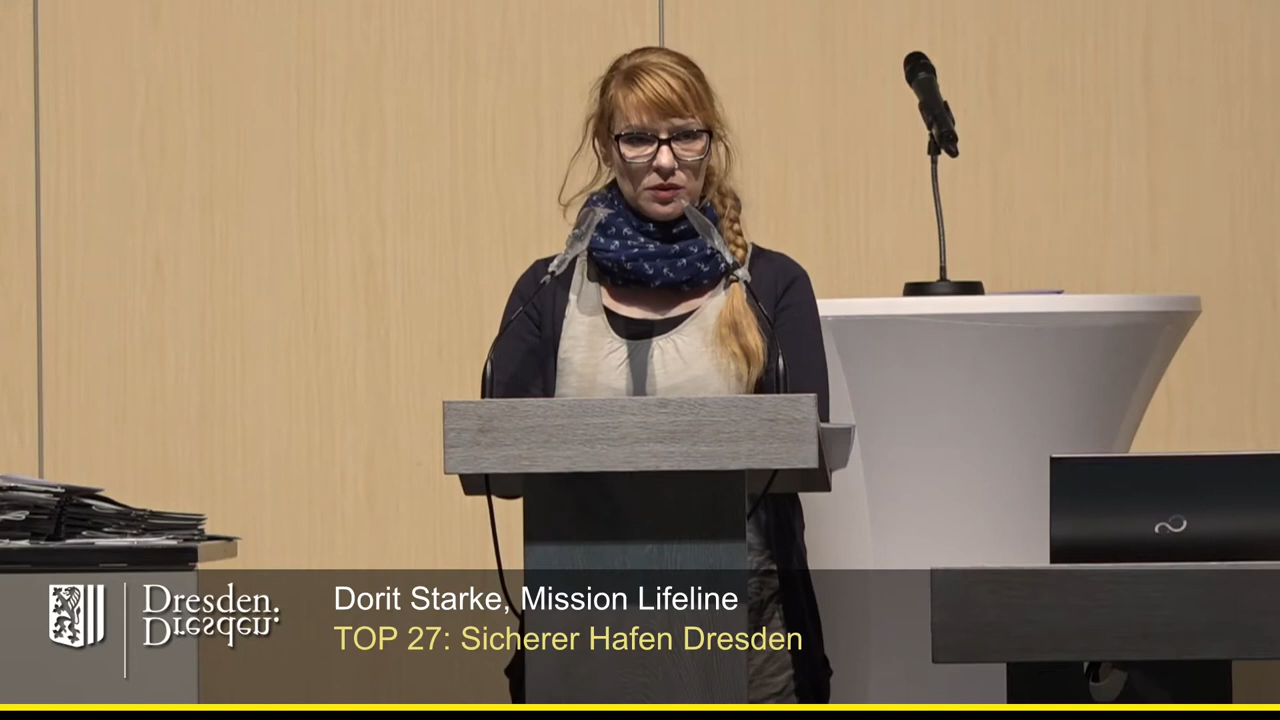 Dresden.
Dresden.
Dorit Starke, Mission Lifeline
TOP 27: Sicherer Hafen Dresden